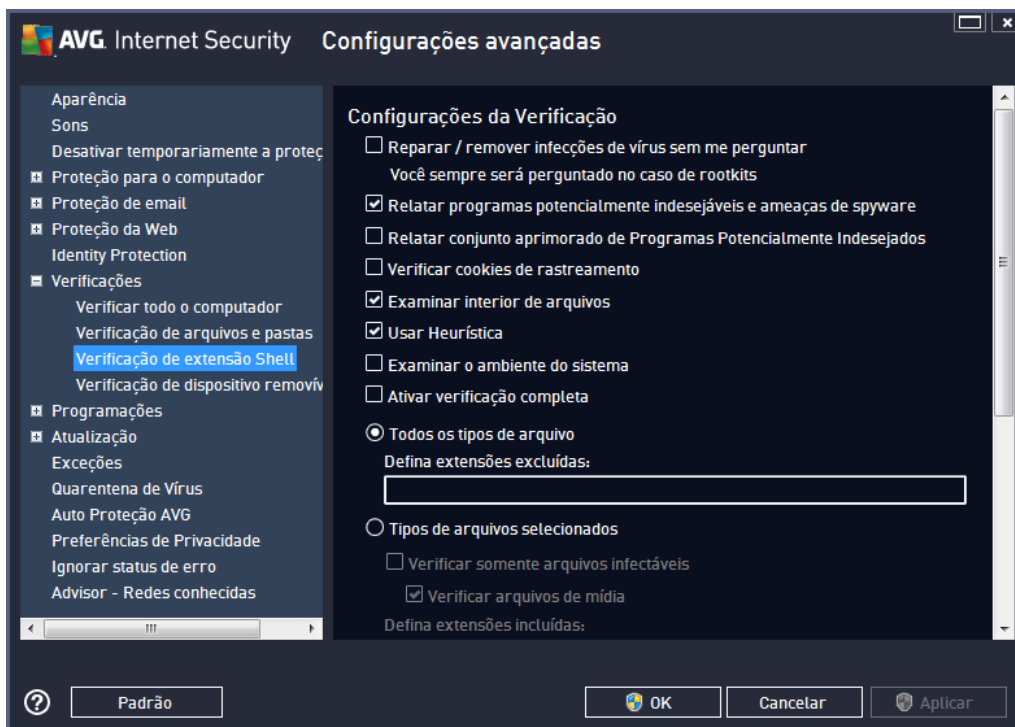 AVG. Internet Security Configurações avançadas
Aparência
Sons
Desativar temporariamente a proteç
Proteção para o computador
Proteção de email
Proteção da Web
Identity Protection
Verificações
Verificar todo o computador
Verificação de arquivos e pastas
Verificação de extensão Shell
Verificação de dispositivo removív
Programações
Atualização
Exceções
Quarentena de Vírus
Auto Proteção AVG
Preferências de Privacidade
Ignorar status de erro
Advisor - Redes conhecidas
Configurações da Verificação
Reparar / remover infecções de vírus sem me perguntar
Você sempre será perguntado no caso de rootkits
Relatar programas potencialmente indesejáveis e ameaças de spyware
Relatar conjunto aprimorado de Programas Potencialmente Indesejados
Verificar cookies de rastreamento
Examinar interior de arquivos
Usar Heurística
Examinar o ambiente do sistema
Ativar verificação completa
Todos os tipos de arquivo
Defina extensões excluídas:
Tipos de arquivos selecionados
Verificar somente arquivos infectáveis
Verificar arquivos de mídia
Defina extensões incluídas:
? Padrão OK Cancelar Aplicar